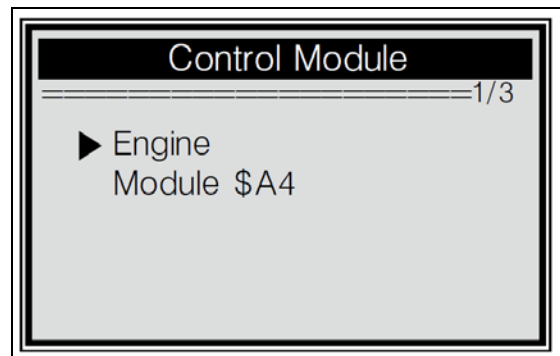 Control Module
====================1/3
▶ Engine
Module $A4